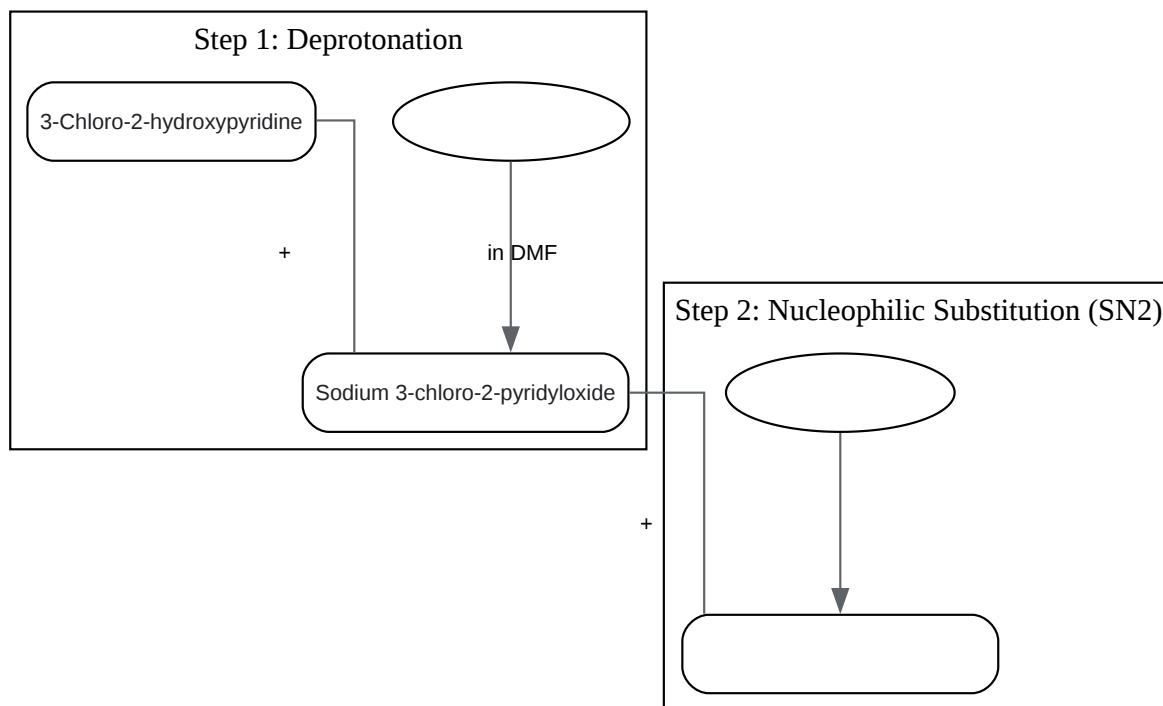 Step 1: Deprotonation
3-Chloro-2-hydroxypyridine
+
in DMF
Sodium 3-chloro-2-pyridyloxide
Step 2: Nucleophilic Substitution (SN2)
+